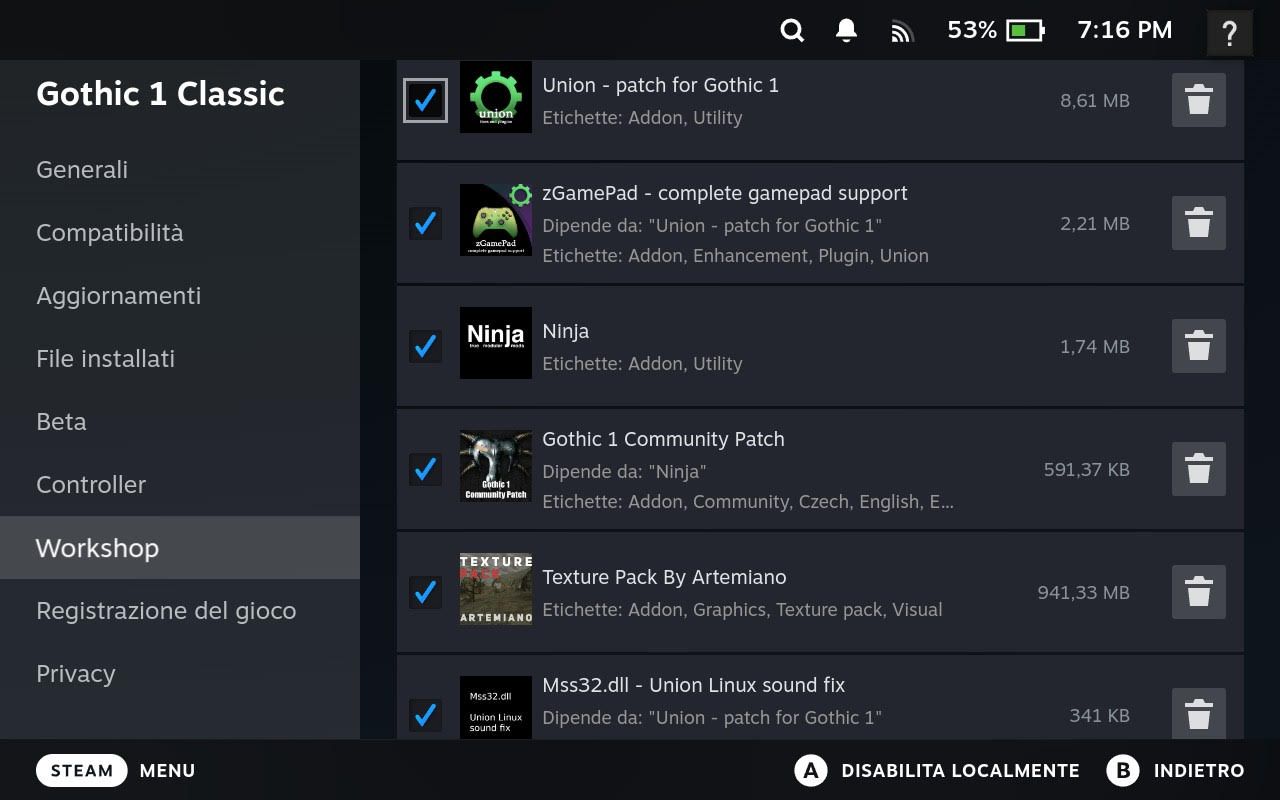 53%
7:16 PM
?
Gothic 1 Classic
Generali
Compatibilità
Aggiornamenti
File installati
Beta
Controller
Workshop
Registrazione del gioco
Privacy
union
Union - patch for Gothic 1
Etichette: Addon, Utility
8,61 MB
zGamePad
complete gamepad support
zGamePad - complete gamepad support
Dipende da: "Union - patch for Gothic 1"
Etichette: Addon, Enhancement, Plugin, Union
2,21 MB
Ninja
true modular mods
Ninja
Etichette: Addon, Utility
1,74 MB
Gothic 1
Community Patch
Gothic 1 Community Patch
Dipende da: "Ninja"
Etichette: Addon, Community, Czech, English, E...
591,37 KB
TEXTURE
PACK
ARTEMIANO
Texture Pack By Artemiano
Etichette: Addon, Graphics, Texture pack, Visual
941,33 MB
Mss32.dll
Union Linux
sound fix
Mss32.dll - Union Linux sound fix
Dipende da: "Union - patch for Gothic 1"
341 KB
STEAM MENU
A DISABILITA LOCALMENTE
B INDIETRO